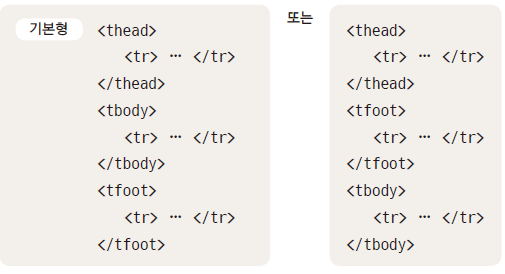 기본형
<thead>
<tr> … </tr>
</thead>
<tbody>
<tr> … </tr>
</tbody>
<tfoot>
<tr> … </tr>
</tfoot>
또는
<thead>
<tr> … </tr>
</thead>
<tfoot>
<tr> … </tr>
</tfoot>
<tbody>
<tr> … </tr>
</tbody>